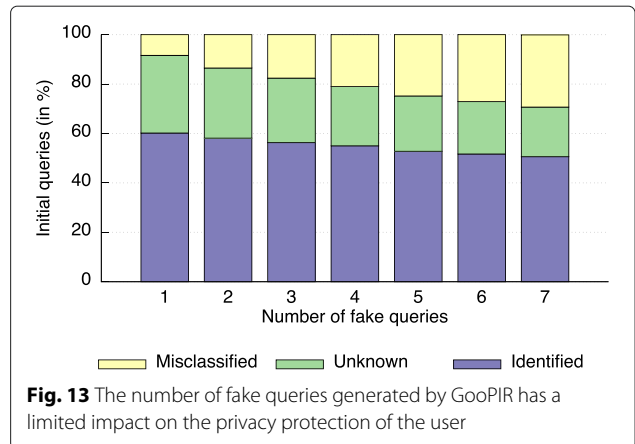 100
80
60
40
20
0
Initial queries (in %)
1 2 3 4 5 6 7
Number of fake queries
Misclassified Unknown Identified
Fig. 13 The number of fake queries generated by GooPIR has a
limited impact on the privacy protection of the user